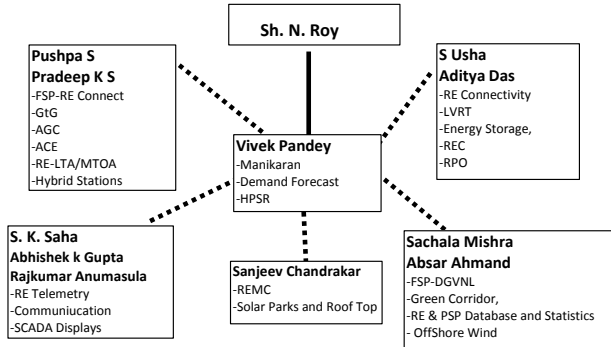 Sh. N. Roy
Pushpa S
Pradeep K S
-FSP-RE Connect
-GtG
-AGC
-ACE
-RE-LTA/MTOA
-Hybrid Stations
S Usha
Aditya Das
-RE Connectivity
-LVRT
-Energy Storage,
-REC
-RPO
Vivek Pandey
-Manikaran
-Demand Forecast
-HPSR
S. K. Saha
Abhishek k Gupta
Rajkumar Anumasula
-RE Telemetry
-Communiucation
-SCADA Displays
Sanjeev Chandrakar
-REMC
-Solar Parks and Roof Top
Sachala Mishra
Absar Ahmand
-FSP-DGVNL
-Green Corridor,
-RE & PSP Database and Statistics
- OffShore Wind